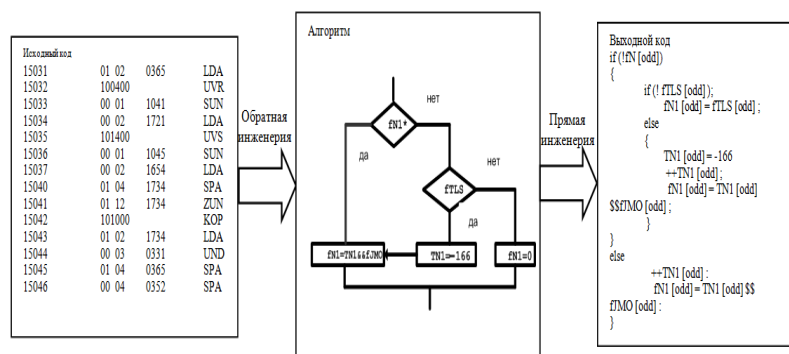 Исходный код
15031 01 02 0365 LDA
15032 100400 UVR
15033 00 01 1041 SUN
15034 00 02 1721 LDA
15035 101400 UVS
15036 00 01 1045 SUN
15037 00 02 1654 LDA
15040 01 04 1734 SPA
15041 01 12 1734 ZUN
15042 101000 KOP
15043 01 02 1734 LDA
15044 00 03 0331 UND
15045 01 04 0365 SPA
15046 00 04 0352 SPA
Обратная
инженерия
Алгоритм
нет
fN1*
да
нет
fTLS
да
fN1=TN1&&fJMO
TN1=-166
fN1=0
Прямая
инженерия
Выходной код
if (!fN [odd])
{
if (! fTLS [odd] );
fN1 [odd] = fTLS [odd] ;
else
{
TN1 [odd] = -166
++TN1 [odd] ;
fN1 [odd] = TN1 [odd]
$$fJMO [odd] ;
}
}
else
++TN1 [odd] :
fN1 [odd] = TN1 [odd] $$
fJMO [odd] :
}